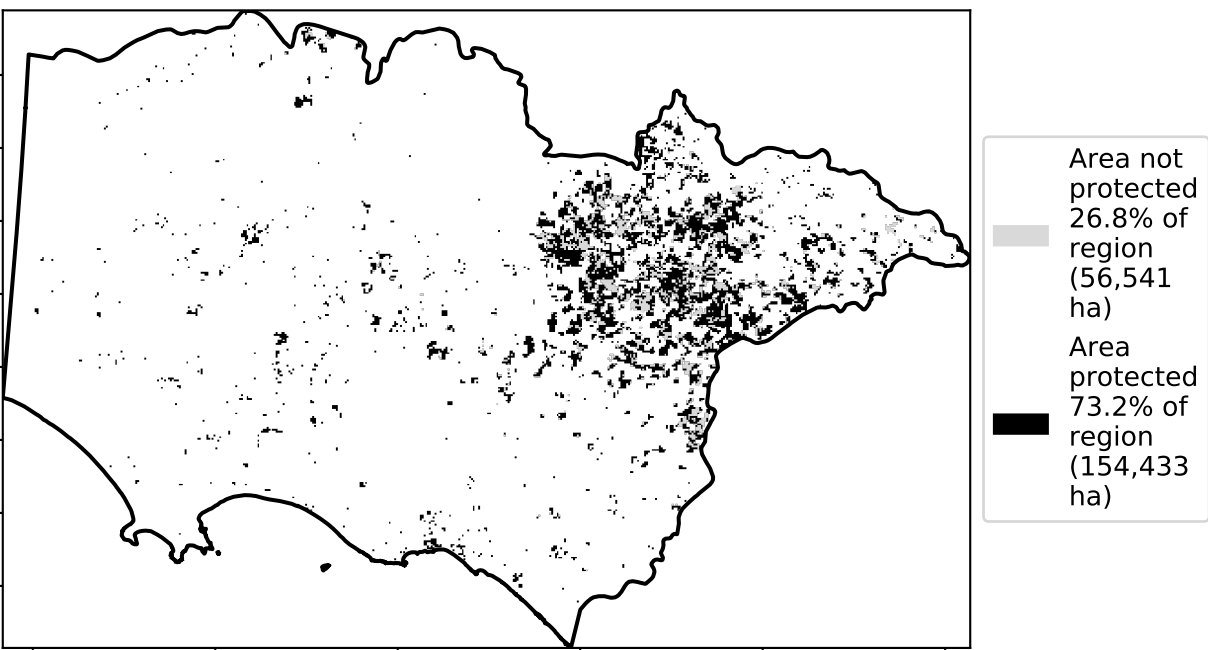 Area not
protected
26.8% of
region
(56,541
ha)
Area
protected
73.2% of
region
(154,433
ha)